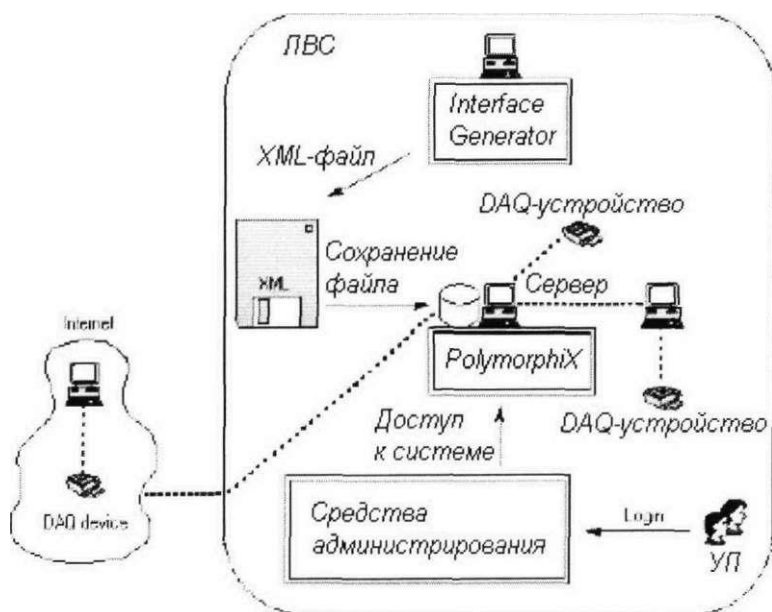 ЛВС
Interface
Generator
XML-файл
DAQ-устройство
Сохранение
файла
XML
Сервер
Internet
PolymorphiX
DAQ-устройство
Доступ
к системе
DAQ device
Средства
администрирования
Login
УП